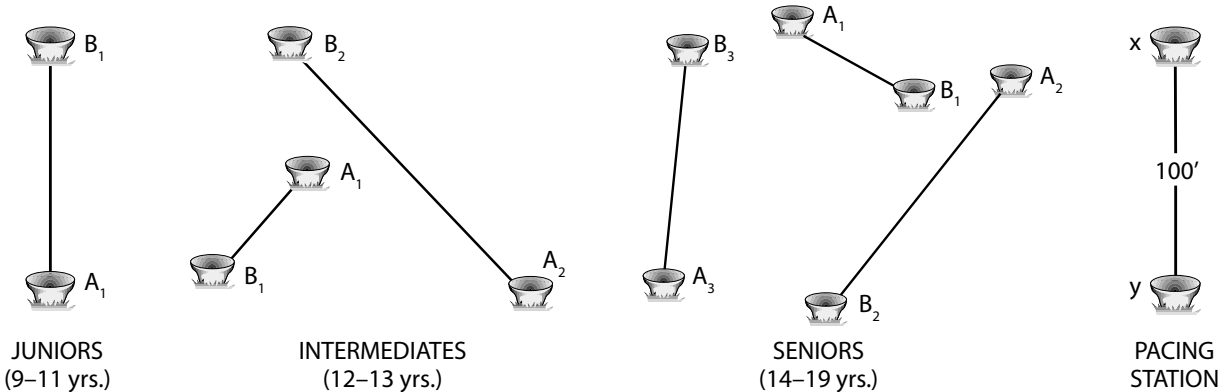 B₁
A₁
JUNIORS
(9–11 yrs.)
B₂
A₁
B₁
A₂
INTERMEDIATES
(12–13 yrs.)
A₁
B₃
B₁
A₂
A₃
B₂
SENIORS
(14–19 yrs.)
x
100’
y
PACING
STATION